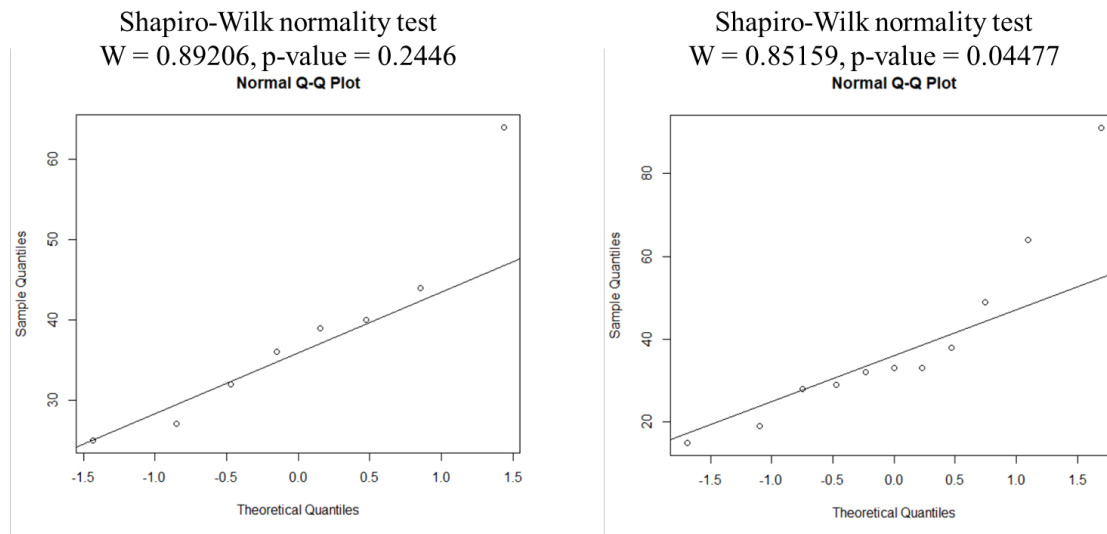 Shapiro-Wilk normality test
W = 0.89206, p-value = 0.2446
Normal Q-Q Plot
60
50
40
30
Sample Quantiles
-1.5 -1.0 -0.5 0.0 0.5 1.0 1.5
Theoretical Quantiles
Shapiro-Wilk normality test
W = 0.85159, p-value = 0.04477
Normal Q-Q Plot
80
60
40
20
Sample Quantiles
-1.5 -1.0 -0.5 0.0 0.5 1.0 1.5
Theoretical Quantiles